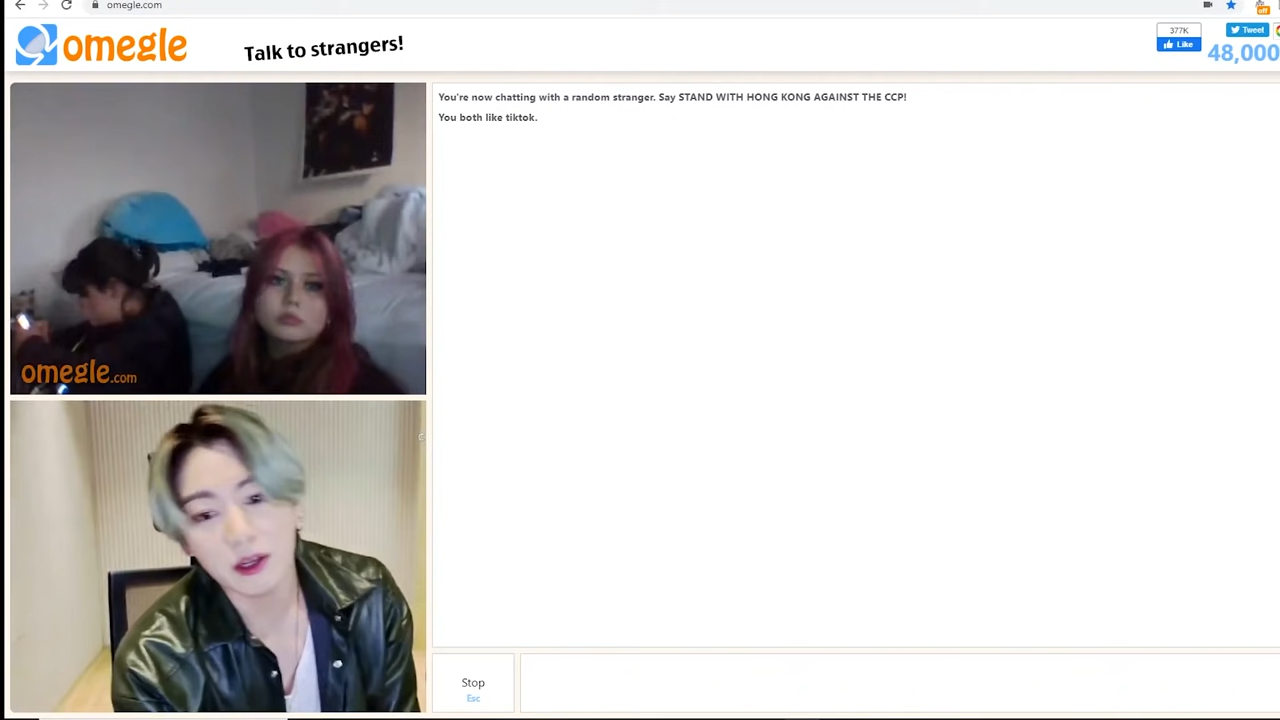 omegle.com
omegle
Talk to strangers!
377K
Like
Tweet
48,000
off
You're now chatting with a random stranger. Say STAND WITH HONG KONG AGAINST THE CCP!
You both like tiktok.
omegle.com
Stop
Esc